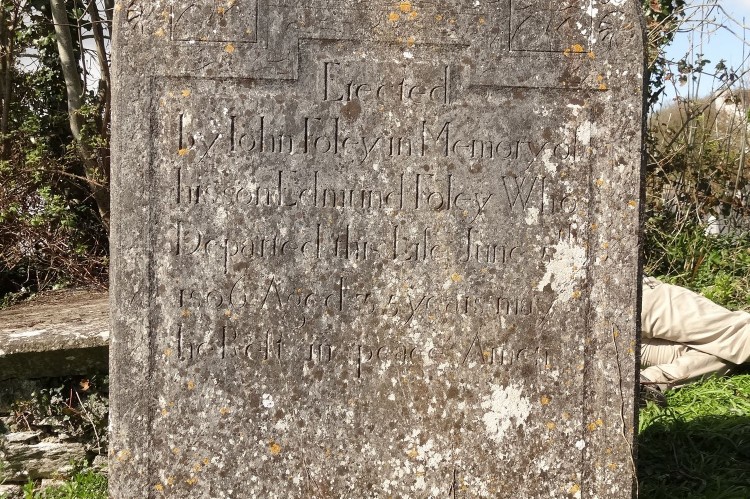 Erected
by John Foley in Memory of
his son Edmund Foley Who
Departed this Life June
1806 Aged 35 years may
he Rest in peace Amen